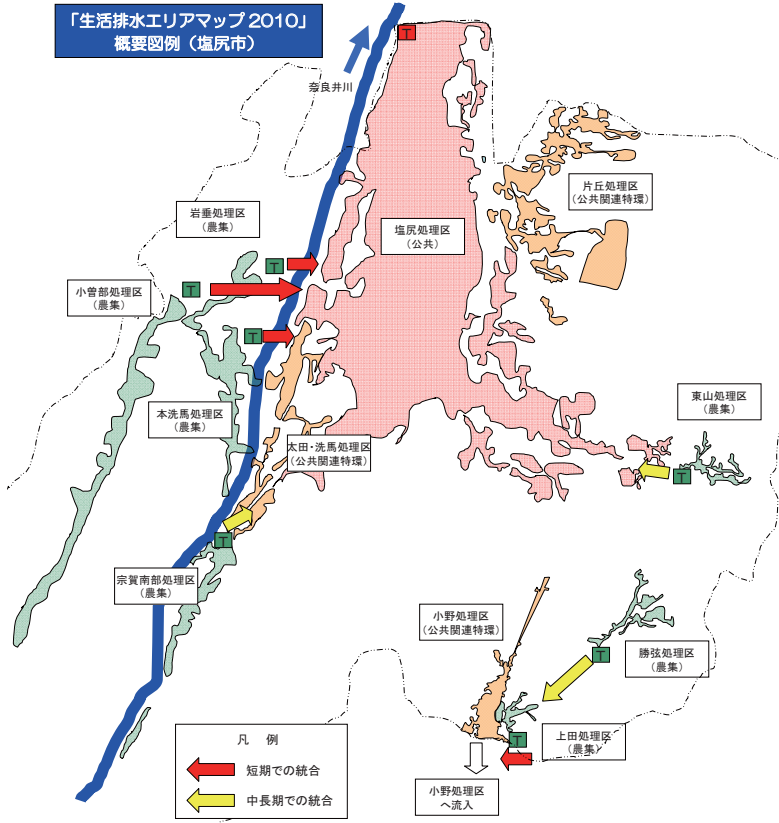 「生活排水エリアマップ2010」
概要図例（塩尻市）
T
奈良井川
片丘処理区
（公共関連特環）
岩垂処理区
（農集）
塩尻処理区
（公共）
T
小曽部処理区
（農集）
T
T
本洗馬処理区
（農集）
東山処理区
（農集）
太田・洗馬処理区
（公共関連特環）
T
T
宗賀南部処理区
（農集）
小野処理区
（公共関連特環）
T
勝弦処理区
（農集）
上田処理区
（農集）
T
凡　例
短期での統合
中長期での統合
小野処理区
へ流入